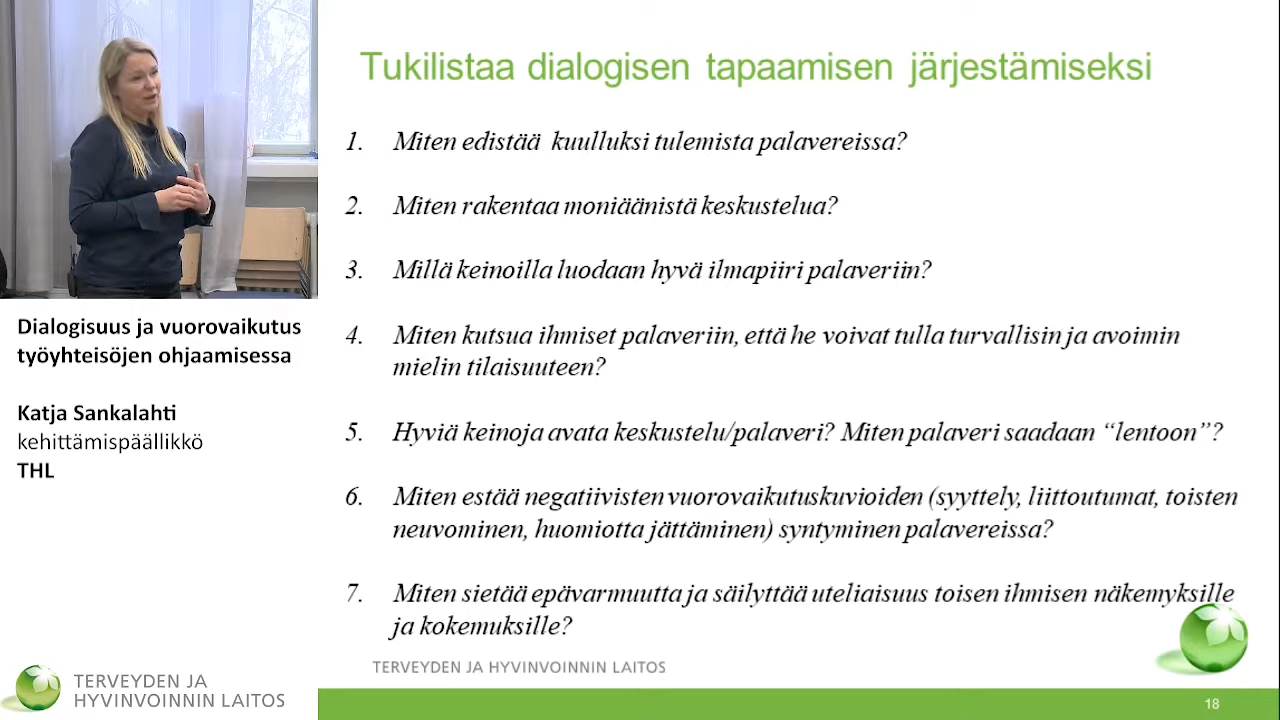 Tukilistaa dialogisen tapaamisen järjestämiseksi
1. Miten edistää kuulluksi tulemista palavereissa?
2. Miten rakentaa moniäänistä keskustelua?
3. Millä keinoilla luodaan hyvä ilmapiiri palaveriin?
4. Miten kutsua ihmiset palaveriin, että he voivat tulla turvallisin ja avoimin
mielin tilaisuuteen?
5. Hyviä keinoja avata keskustelu/palaveri? Miten palaveri saadaan “lentoon”?
6. Miten estää negatiivisten vuorovaikutuskuvioiden (syyttely, liittoutumat, toisten
neuvominen, huomiotta jättäminen) syntyminen palavereissa?
7. Miten sietää epävarmuutta ja säilyttää uteliaisuus toisen ihmisen näkemyksille
ja kokemuksille?
TERVEYDEN JA HYVINVOINNIN LAITOS
18
Dialogisuus ja vuorovaikutus
työyhteisöjen ohjaamisessa
Katja Sankalahti
kehittämispäällikkö
THL
TERVEYDEN JA
HYVINVOINNIN LAITOS